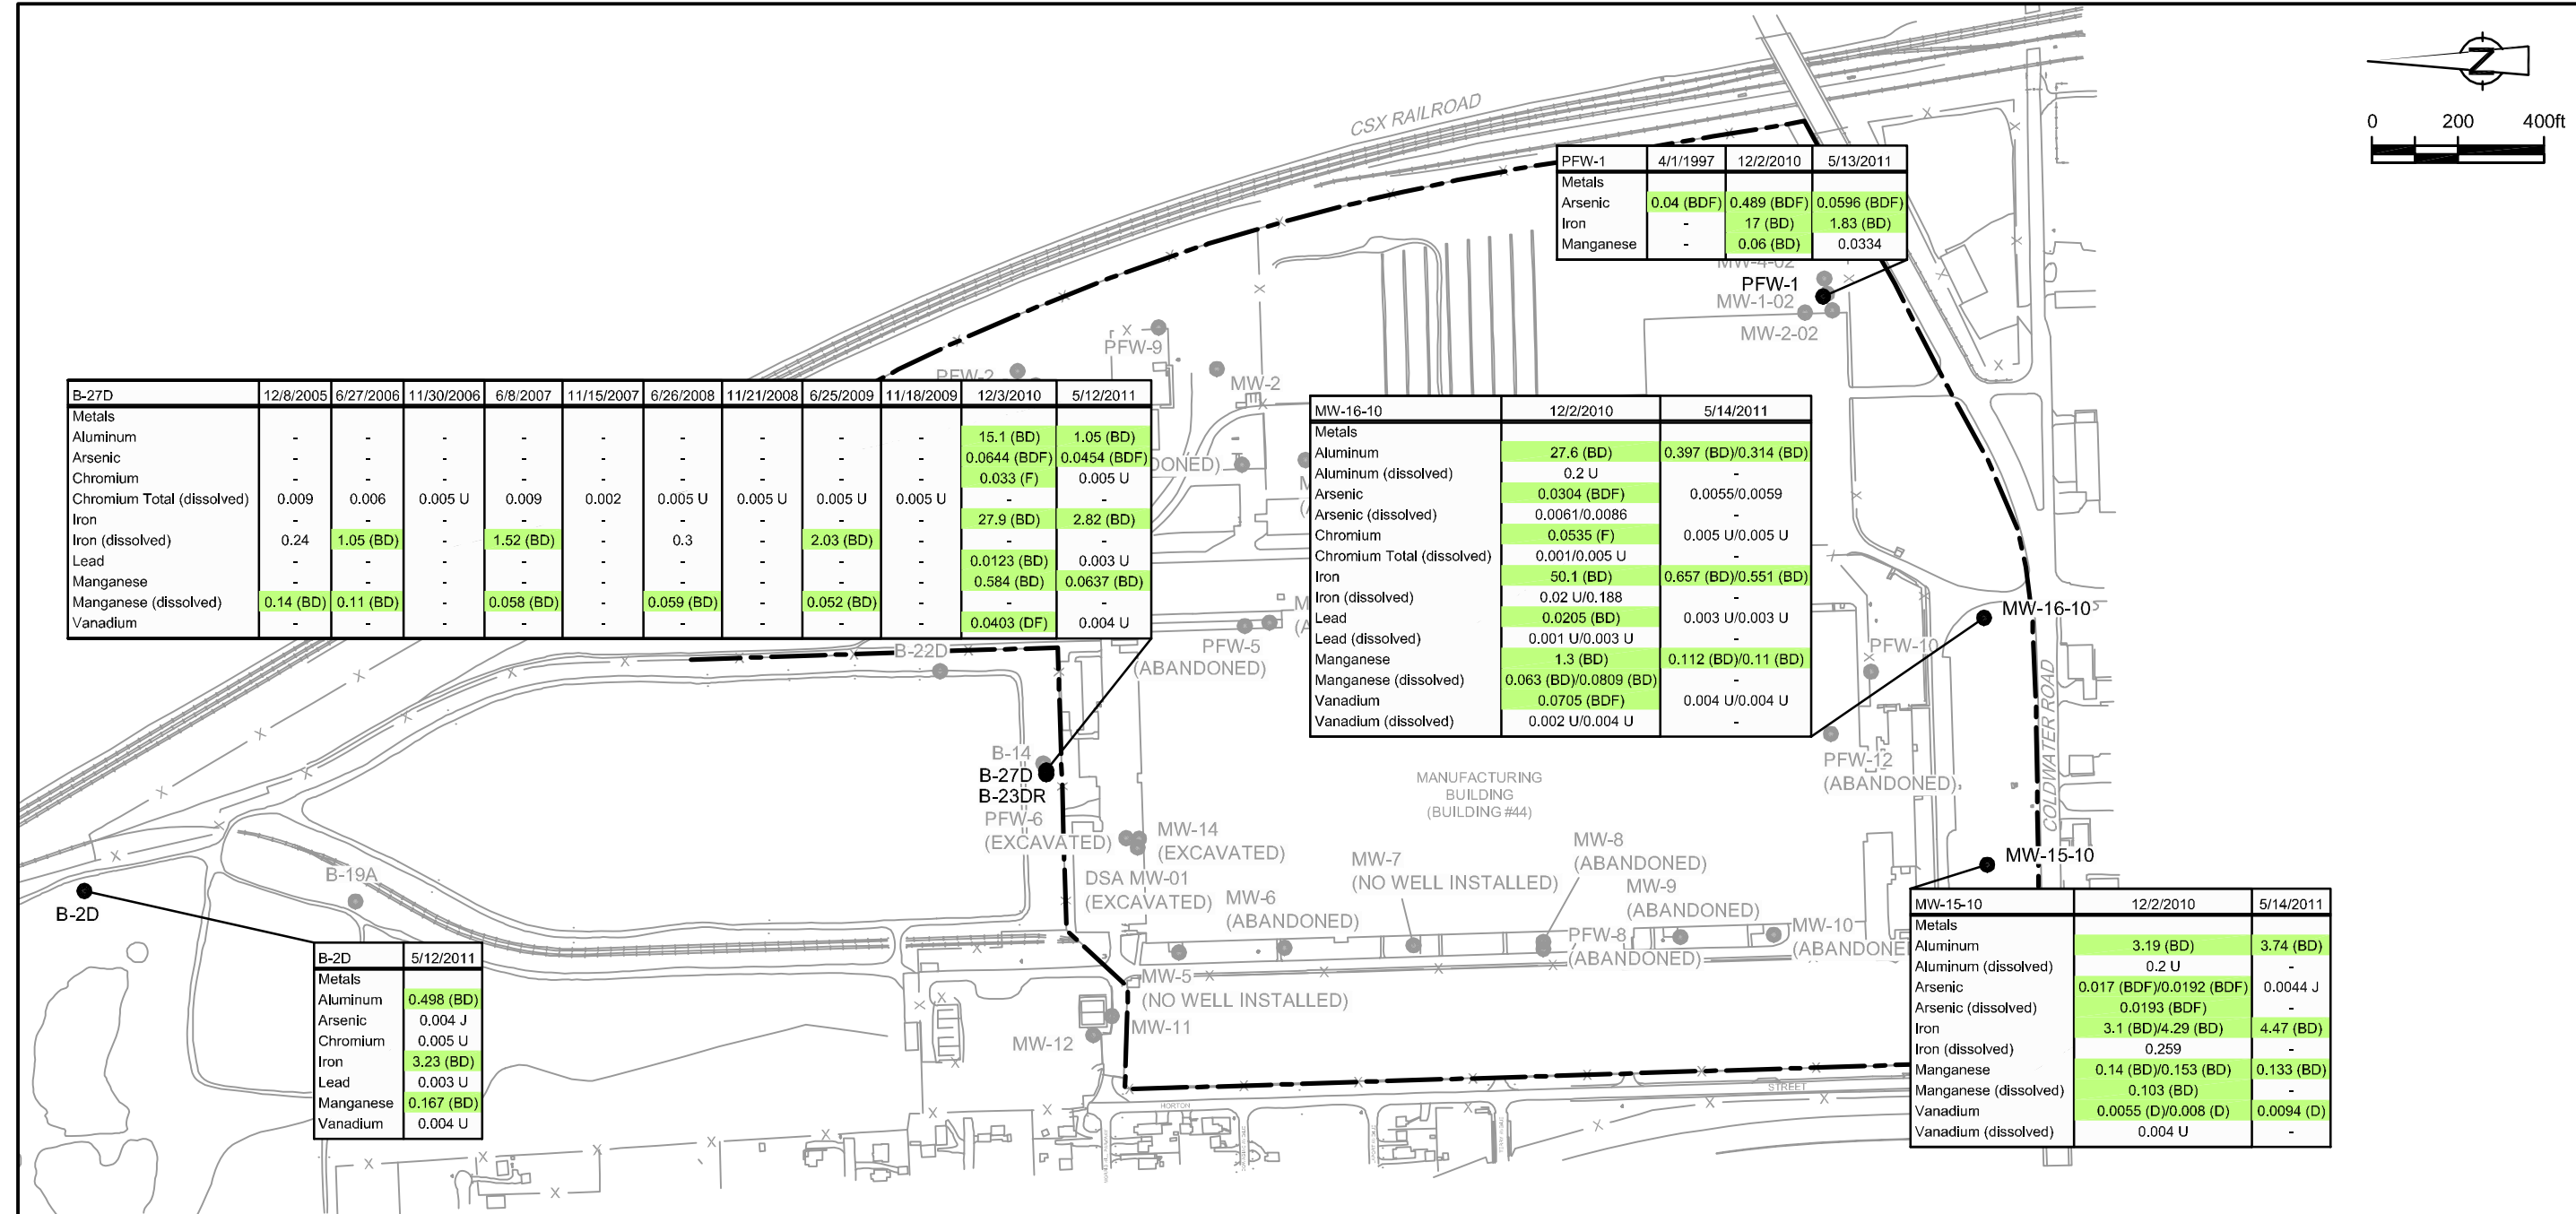 CSX RAILROAD
N
0 200 400ft
PFW-1 4/1/1997 12/2/2010 5/13/2011
Metals
Arsenic 0.04 (BDF) 0.489 (BDF) 0.0596 (BDF)
Iron - 17 (BD) 1.83 (BD)
Manganese - 0.06 (BD) 0.0334
MW-4-02
PFW-1
MW-1-02
MW-2-02
PFW-9
PFW-2
MW-2
B-27D 12/8/2005 6/27/2006 11/30/2006 6/8/2007 11/15/2007 6/26/2008 11/21/2008 6/25/2009 11/18/2009 12/3/2010 5/12/2011
Metals
Aluminum - - - - - - - - - 15.1 (BD) 1.05 (BD)
Arsenic - - - - - - - - - 0.0644 (BDF) 0.0454 (BDF)
Chromium - - - - - - - - - 0.033 (F) 0.005 U
Chromium Total (dissolved) 0.009 0.006 0.005 U 0.009 0.002 0.005 U 0.005 U 0.005 U 0.005 U - -
Iron - - - - - - - - - 27.9 (BD) 2.82 (BD)
Iron (dissolved) 0.24 1.05 (BD) - 1.52 (BD) - 0.3 - 2.03 (BD) - - -
Lead - - - - - - - - - 0.0123 (BD) 0.003 U
Manganese - - - - - - - - - 0.584 (BD) 0.0637 (BD)
Manganese (dissolved) 0.14 (BD) 0.11 (BD) - 0.058 (BD) - 0.059 (BD) - 0.052 (BD) - - -
Vanadium - - - - - - - - - 0.0403 (DF) 0.004 U
DONED)
MW-16-10 12/2/2010 5/14/2011
Metals
Aluminum 27.6 (BD) 0.397 (BD)/0.314 (BD)
Aluminum (dissolved) 0.2 U -
Arsenic 0.0304 (BDF) 0.0055/0.0059
Arsenic (dissolved) 0.0061/0.0086 -
Chromium 0.0535 (F) 0.005 U/0.005 U
Chromium Total (dissolved) 0.001/0.005 U -
Iron 50.1 (BD) 0.657 (BD)/0.551 (BD)
Iron (dissolved) 0.02 U/0.188 -
Lead 0.0205 (BD) 0.003 U/0.003 U
Lead (dissolved) 0.001 U/0.003 U -
Manganese 1.3 (BD) 0.112 (BD)/0.11 (BD)
Manganese (dissolved) 0.063 (BD)/0.0809 (BD) -
Vanadium 0.0705 (BDF) 0.004 U/0.004 U
Vanadium (dissolved) 0.002 U/0.004 U -
MW-16-10
PFW-10
PFW-5
(ABANDONED)
B-22D
COLDWATER ROAD
PFW-12
(ABANDONED)
B-14
B-27D
B-23DR
PFW-6
(EXCAVATED)
MANUFACTURING
BUILDING
(BUILDING #44)
MW-14
(EXCAVATED)
DSA MW-01
(EXCAVATED)
MW-6
(ABANDONED)
MW-7
(NO WELL INSTALLED)
MW-8
(ABANDONED)
MW-9
(ABANDONED)
PFW-8
(ABANDONED)
MW-10
(ABANDONE
MW-15-10
B-19A
B-2D
MW-5
(NO WELL INSTALLED)
MW-11
MW-12
B-2D 5/12/2011
Metals
Aluminum 0.498 (BD)
Arsenic 0.004 J
Chromium 0.005 U
Iron 3.23 (BD)
Lead 0.003 U
Manganese 0.167 (BD)
Vanadium 0.004 U
MW-15-10 12/2/2010 5/14/2011
Metals
Aluminum 3.19 (BD) 3.74 (BD)
Aluminum (dissolved) 0.2 U -
Arsenic 0.017 (BDF)/0.0192 (BDF) 0.0044 J
Arsenic (dissolved) 0.0193 (BDF) -
Iron 3.1 (BD)/4.29 (BD) 4.47 (BD)
Iron (dissolved) 0.259 -
Manganese 0.14 (BD)/0.153 (BD) 0.133 (BD)
Manganese (dissolved) 0.103 (BD) -
Vanadium 0.0055 (D)/0.008 (D) 0.0094 (D)
Vanadium (dissolved) 0.004 U -
HORTON
STREET